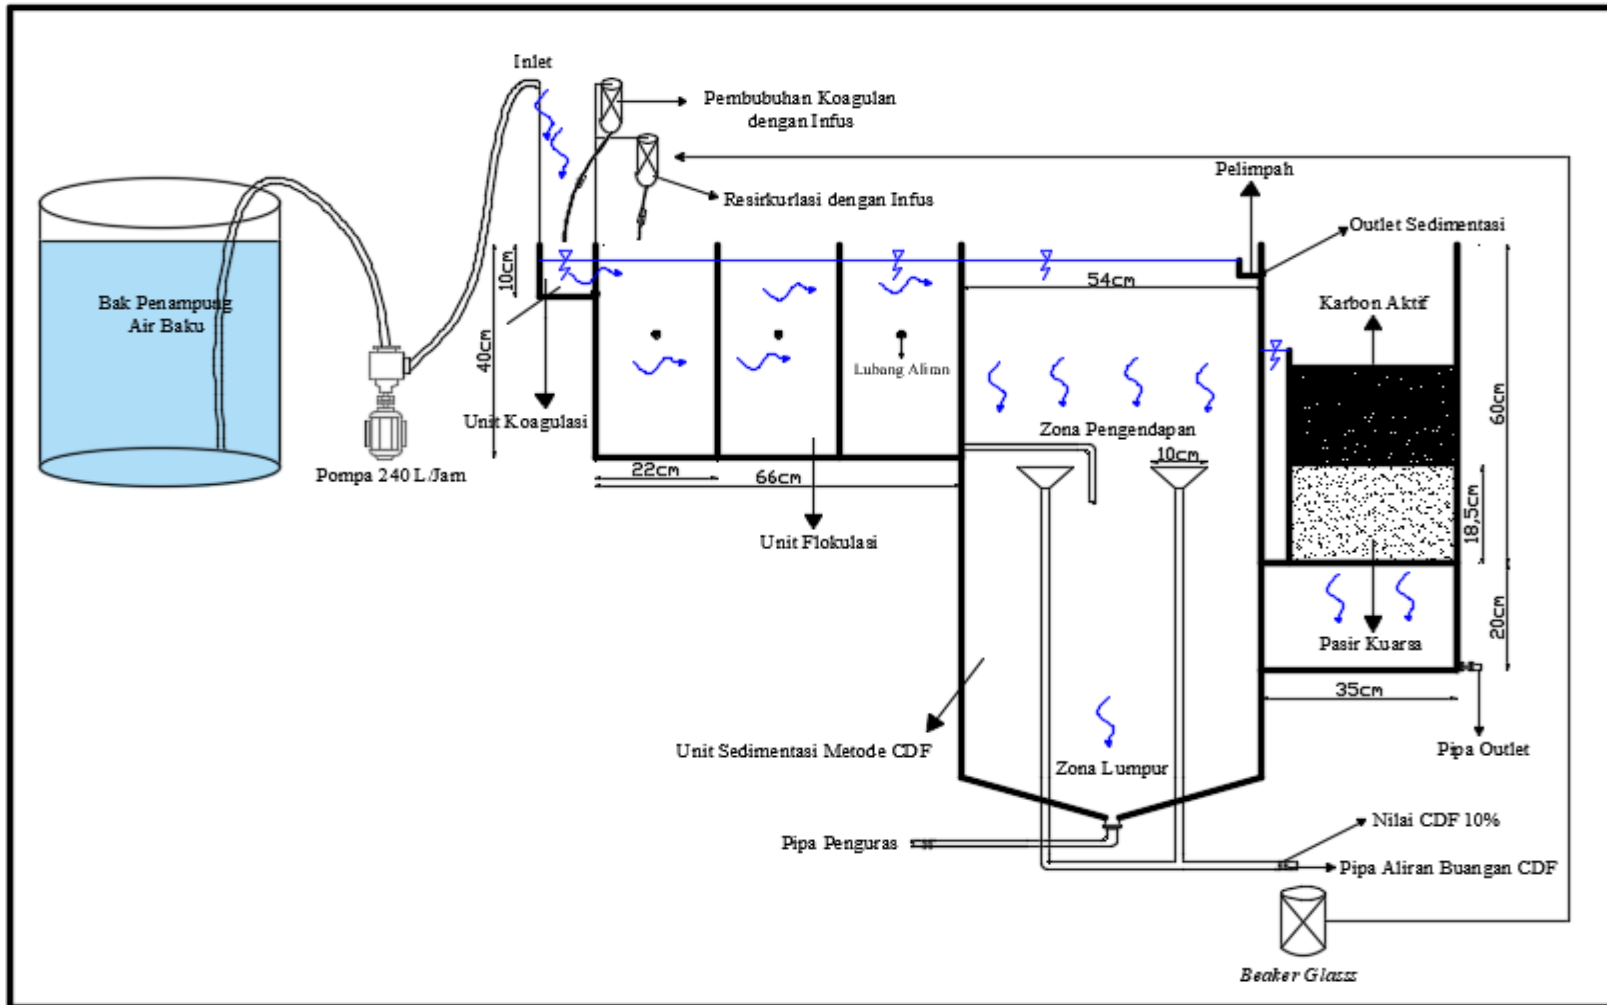 Inlet
Pembubuhan Koagulan
dengan Infus
Resirkurlasi dengan Infus
Pelimpah
Outlet Sedimentasi
Bak Penampung
Air Baku
10cm
40cm
54cm
Karbon Aktif
Lubang Aliran
Unit Koagulasi
Zona Pengendapan
60cm
Pompa 240 L/Jam
22cm
66cm
10cm
18,5cm
Unit Flokulasi
20cm
Pasir Kuarsa
35cm
Unit Sedimentasi Metode CDF
Pipa Outlet
Zona Lumpur
Pipa Penguras
Nilai CDF 10%
Pipa Aliran Buangan CDF
Beaker Glasss